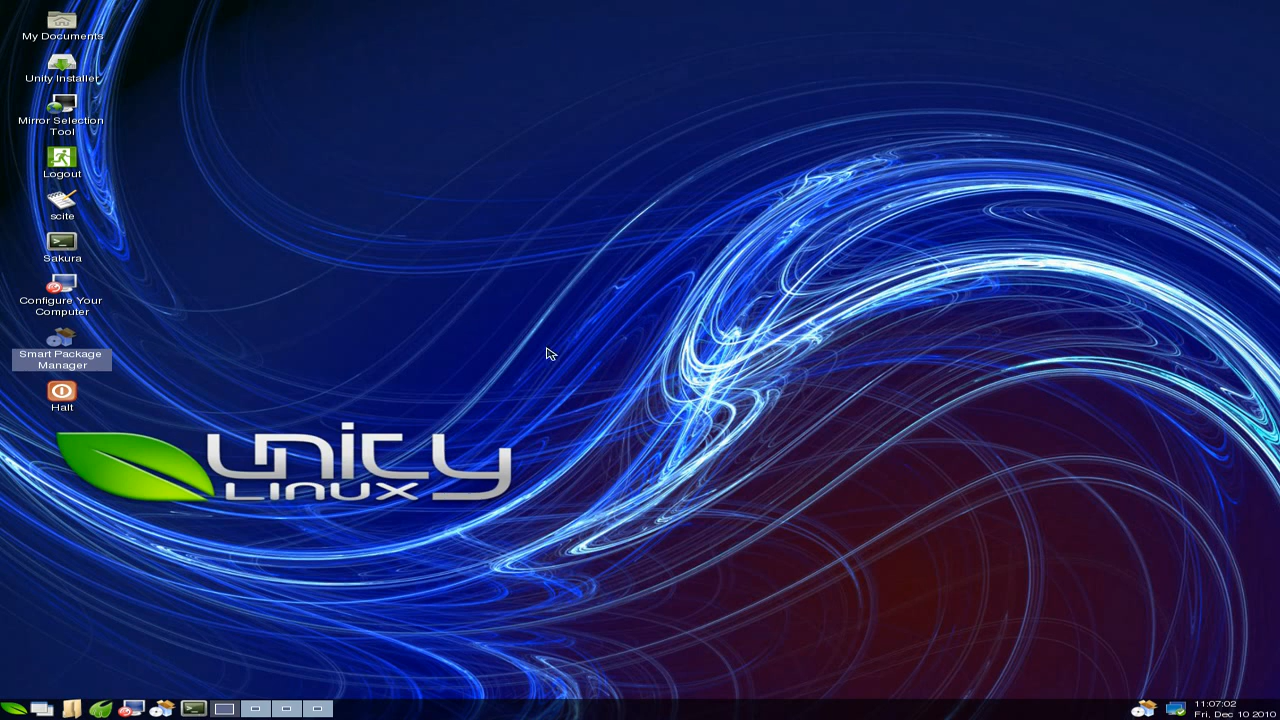 My Documents
Unity Installer
Mirror Selection
Tool
Logout
scite
Sakura
Configure Your
Computer
Smart Package
Manager
Halt
unity
Linux
11:07:02
Fri, Dec 10 2010